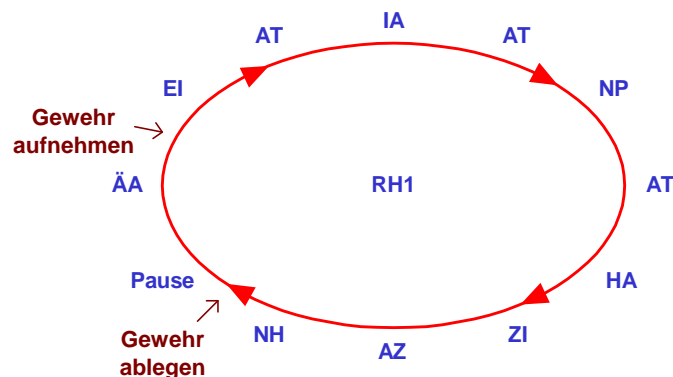 IA
AT
AT
EI
NP
Gewehr
aufnehmen
ÄA
RH1
AT
Pause
HA
NH
ZI
AZ
Gewehr
ablegen